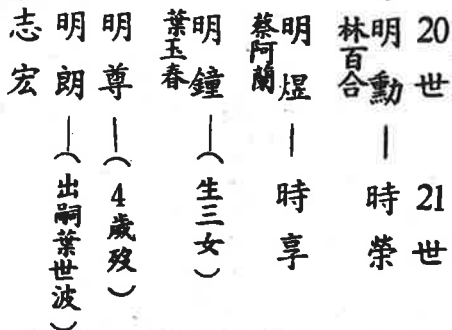 20世 21世
明勳 — 時榮
林百合
明煜 — 時享
蔡阿蘭
明鐘 — (生三女)
葉玉春
明尊 — (4歲歿)
明朗 — (出嗣葉世波)
志宏